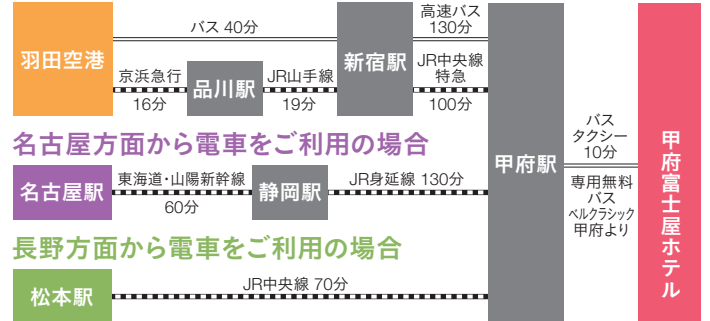 羽田空港
バス 40分
京浜急行
16分
品川駅
JR山手線
19分
新宿駅
高速バス
130分
JR中央線
特急
100分
名古屋方面から電車をご利用の場合
名古屋駅
東海道・山陽新幹線
60分
静岡駅
JR身延線 130分
長野方面から電車をご利用の場合
松本駅
JR中央線 70分
甲府駅
バス
タクシー
10分
専用無料
バス
ベルクラシック
甲府より
甲府富士屋ホテル